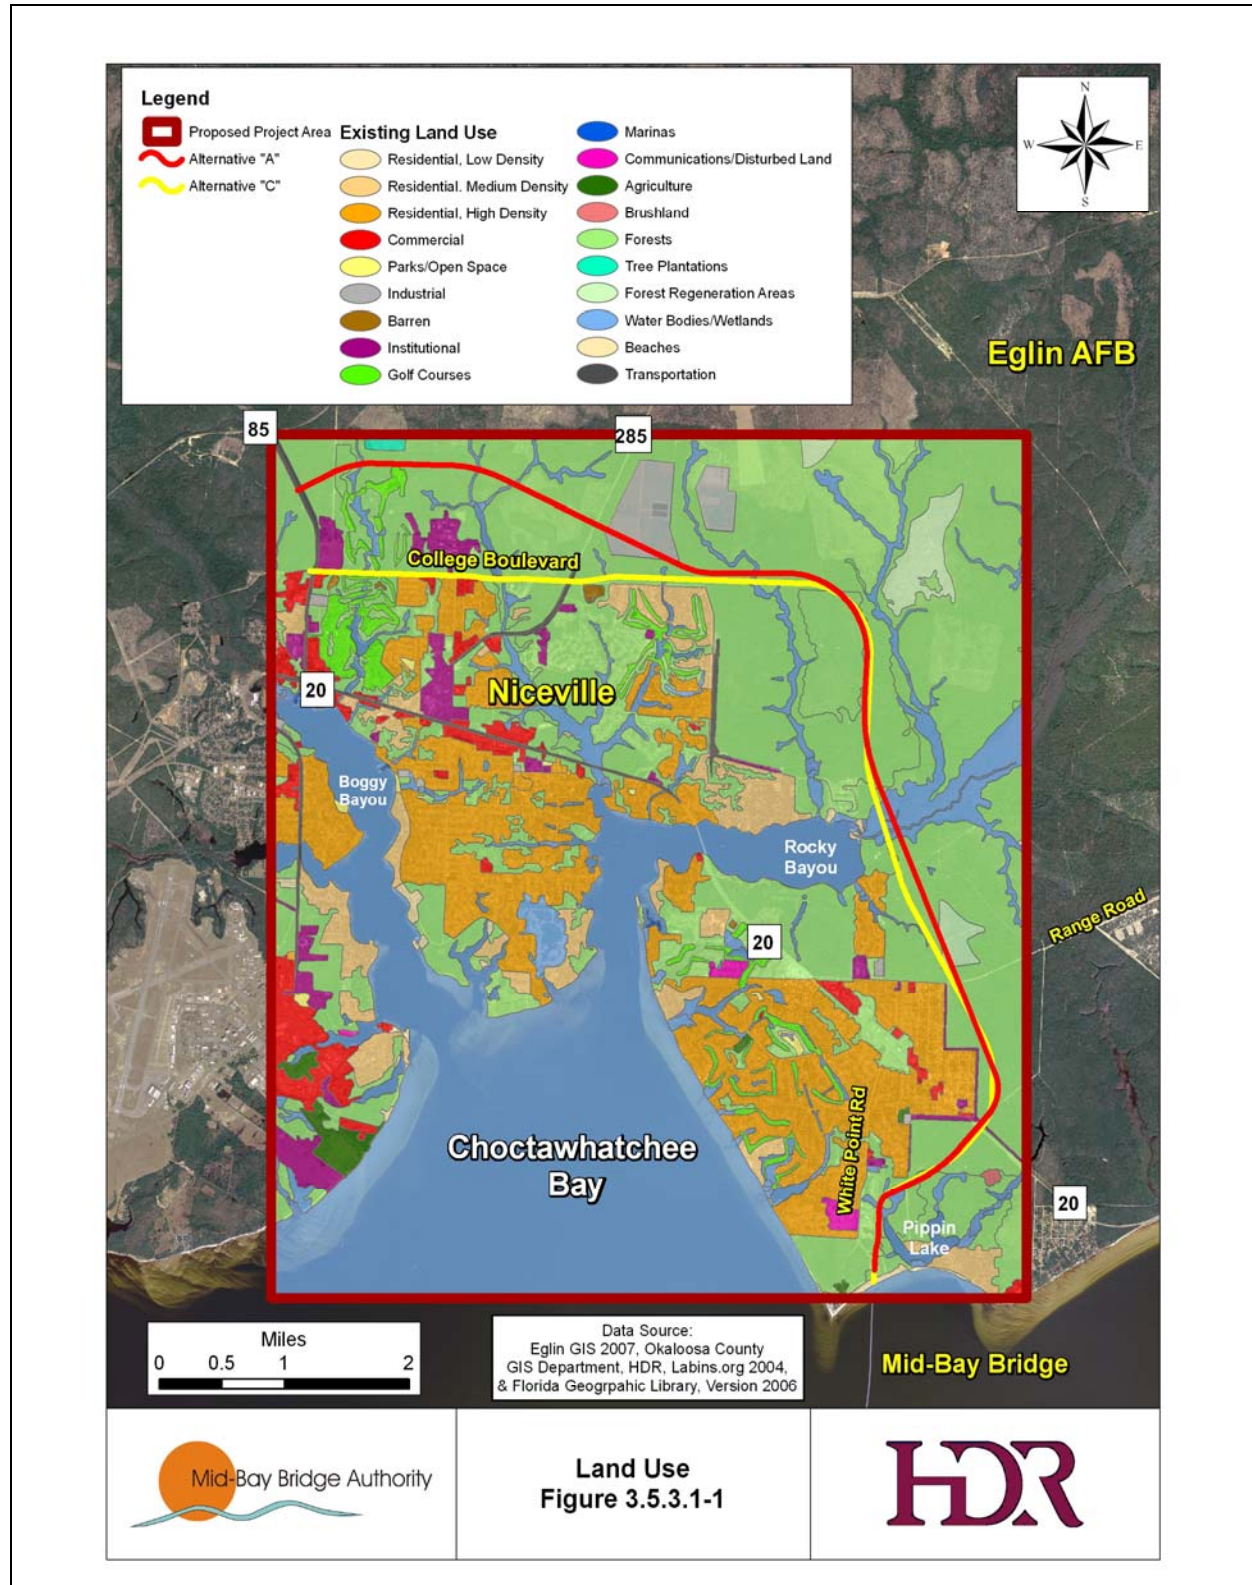 Legend
Proposed Project Area
Alternative "A"
Alternative "C"
Existing Land Use
Residential, Low Density
Residential. Medium Density
Residential, High Density
Commercial
Parks/Open Space
Industrial
Barren
Institutional
Golf Courses
Marinas
Communications/Disturbed Land
Agriculture
Brushland
Forests
Tree Plantations
Forest Regeneration Areas
Water Bodies/Wetlands
Beaches
Transportation
N
W
E
S
Eglin AFB
85
285
College Boulevard
20
Niceville
Boggy
Bayou
Rocky
Bayou
Range Road
20
White Point Rd
Choctawhatchee
Bay
20
Pippin
Lake
Miles
0 0.5 1 2
Data Source:
Eglin GIS 2007, Okaloosa County
GIS Department, HDR, Labins.org 2004,
& Florida Geogrpahic Library, Version 2006
Mid-Bay Bridge
Mid-Bay Bridge Authority
Land Use
Figure 3.5.3.1-1
HDR